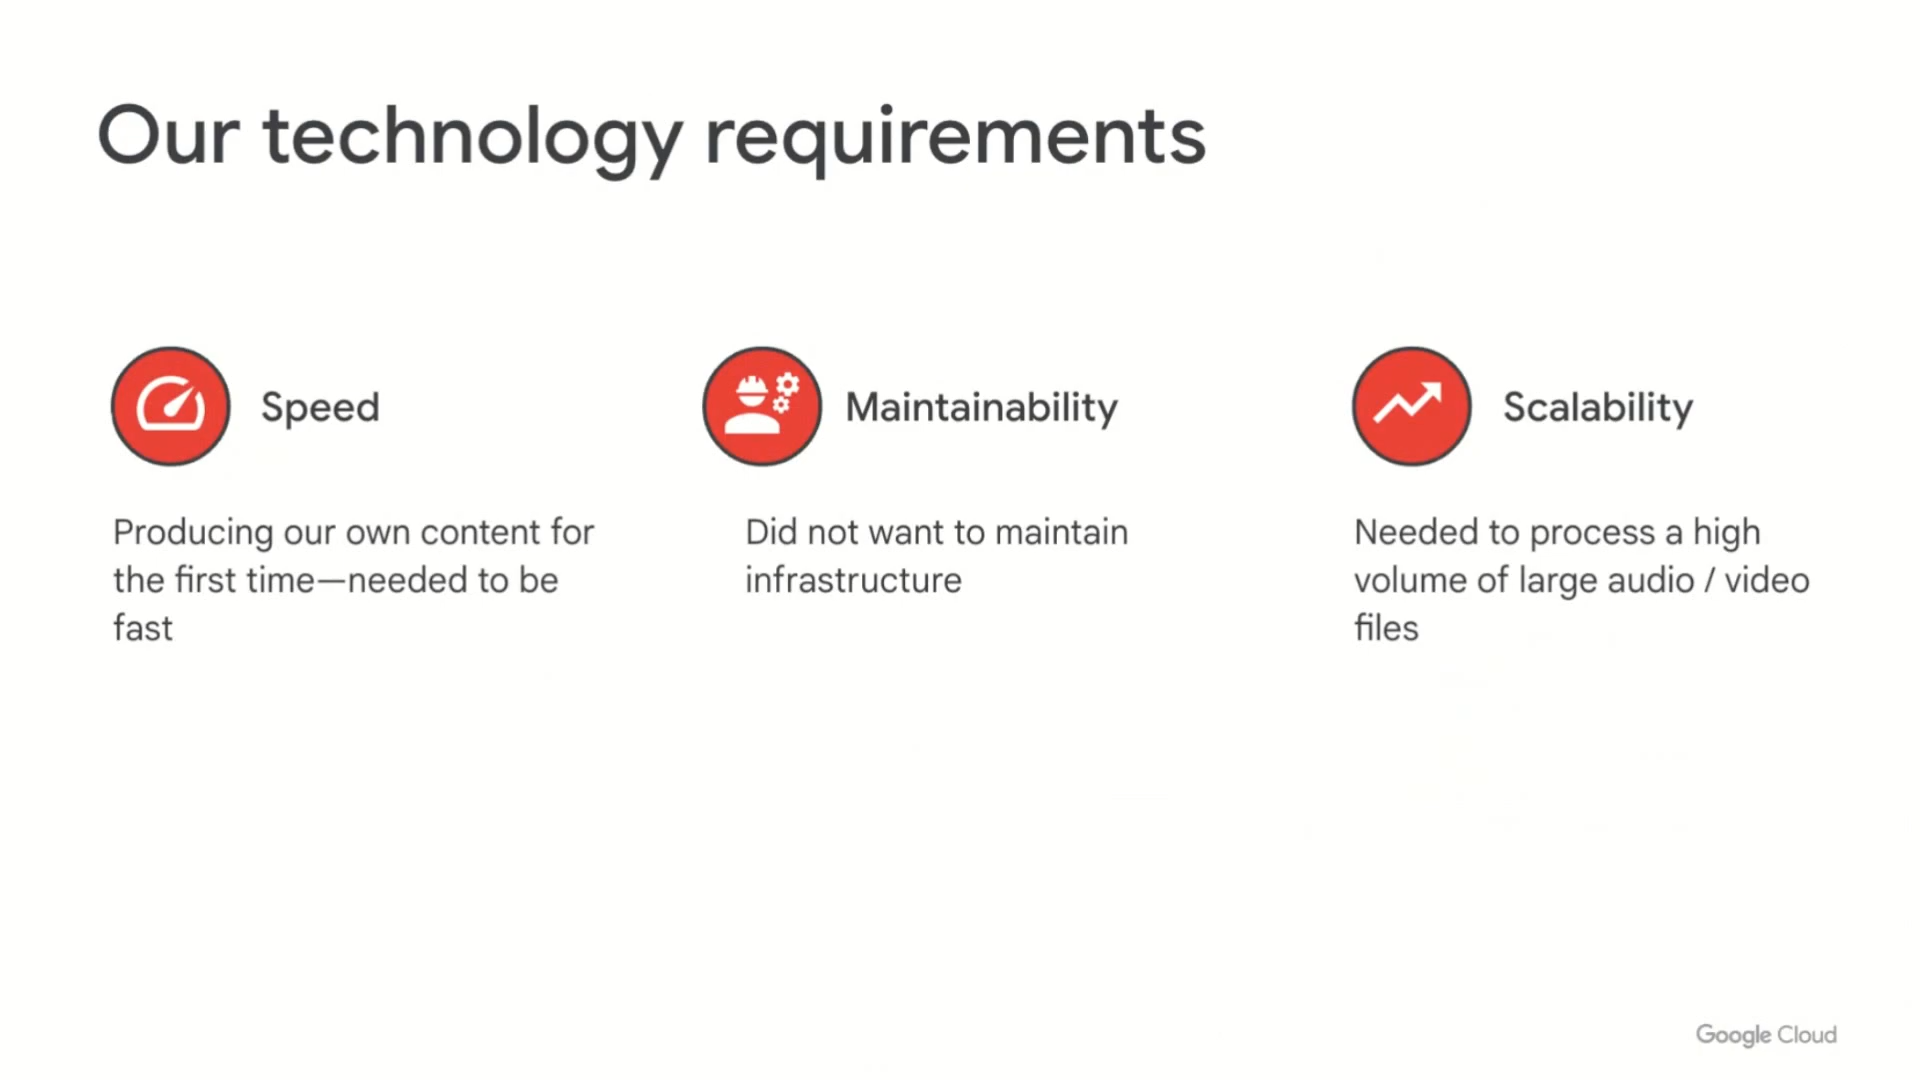 Our technology requirements
Speed
Producing our own content for
the first time—needed to be
fast
Maintainability
Did not want to maintain
infrastructure
Scalability
Needed to process a high
volume of large audio / video
files
Google Cloud